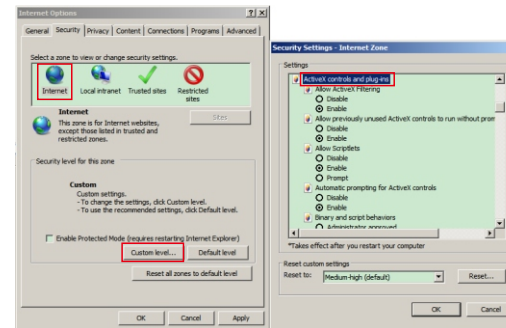 Internet Options
General Security Privacy Content Connections Programs Advanced
Select a zone to view or change security settings.
Internet Local intranet Trusted sites Restricted
sites
Internet
This zone is for Internet websites,
except those listed in trusted and
restricted zones.
Sites
Security level for this zone
Custom
Custom settings.
- To change the settings, click Custom level.
- To use the recommended settings, click Default level.
Enable Protected Mode (requires restarting Internet Explorer)
Custom level... Default level
Reset all zones to default level
OK Cancel Apply
Security Settings - Internet Zone
Settings
ActiveX controls and plug-ins
Allow ActiveX Filtering
Disable
Enable
Allow previously unused ActiveX controls to run without prom
Disable
Enable
Allow Scriptlets
Disable
Enable
Prompt
Automatic prompting for ActiveX controls
Disable
Enable
Binary and script behaviors
Administrator approved
*Takes effect after you restart your computer
Reset custom settings
Reset to: Medium-high (default) Reset...
OK Cancel